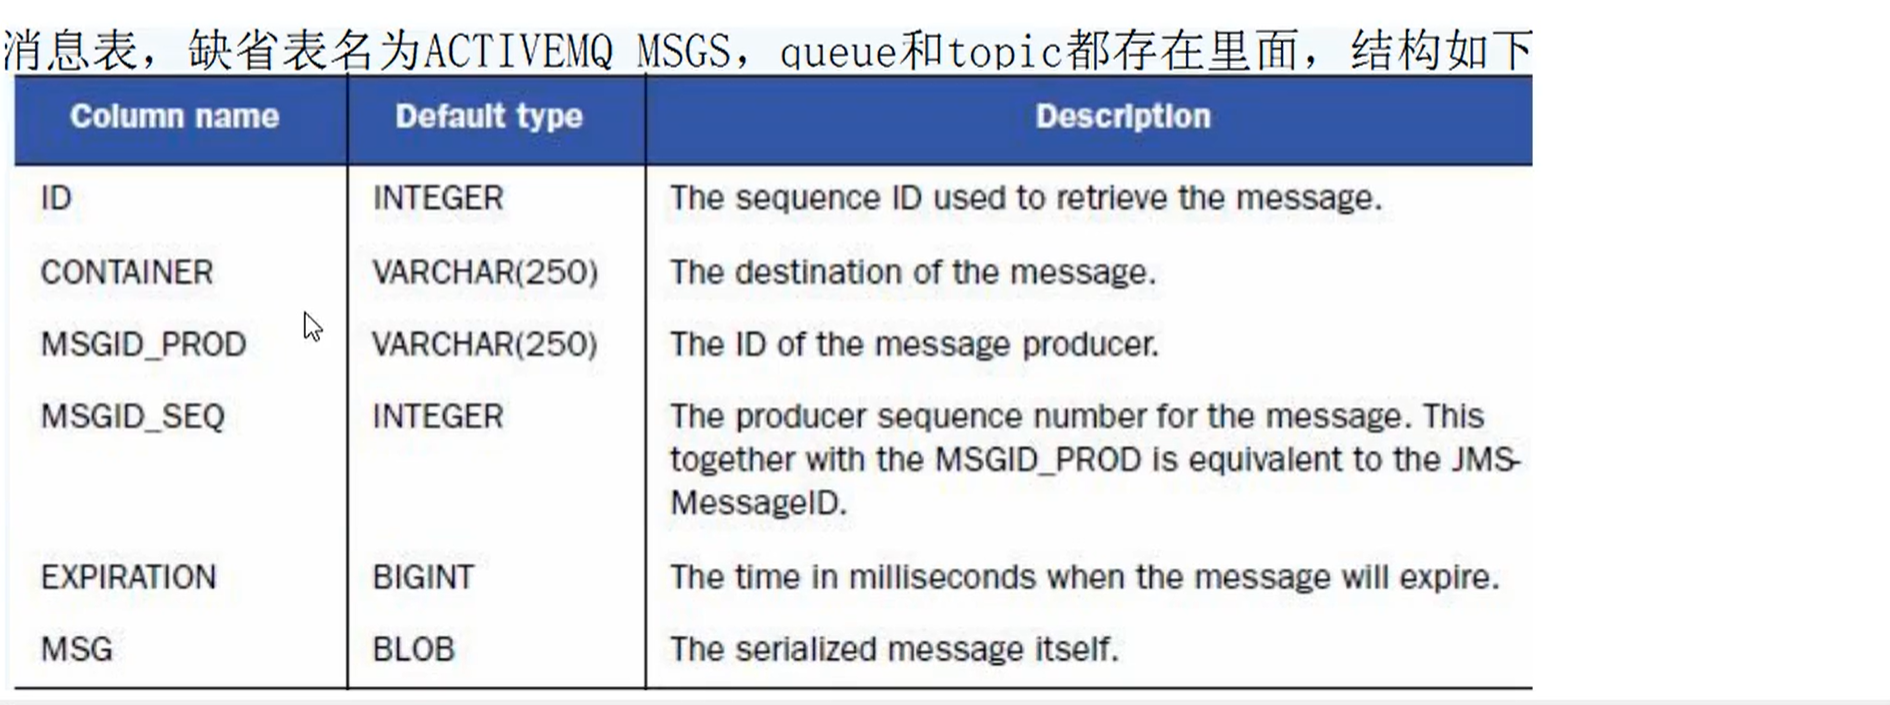 消息表，缺省表名为ACTIVEMQ_MSGS，queue和topic都存在里面，结构如下
Column name Default type Description
ID INTEGER The sequence ID used to retrieve the message.
CONTAINER VARCHAR(250) The destination of the message.
MSGID_PROD VARCHAR(250) The ID of the message producer.
MSGID_SEQ INTEGER The producer sequence number for the message. This
together with the MSGID_PROD is equivalent to the JMS-
MessageID.
EXPIRATION BIGINT The time in milliseconds when the message will expire.
MSG BLOB The serialized message itself.